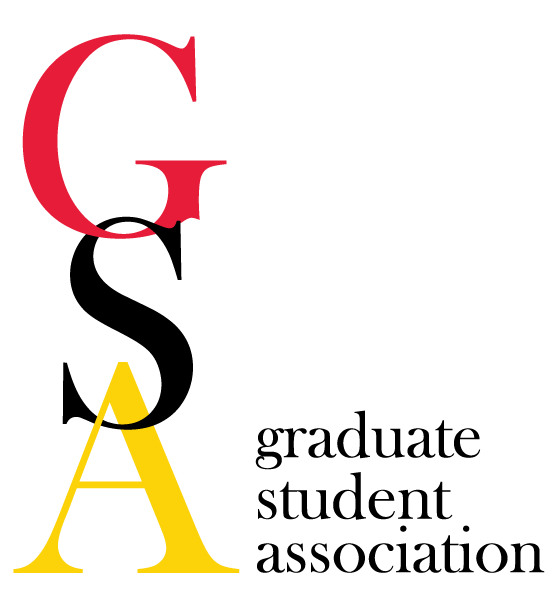 G
S
A
graduate
student
association